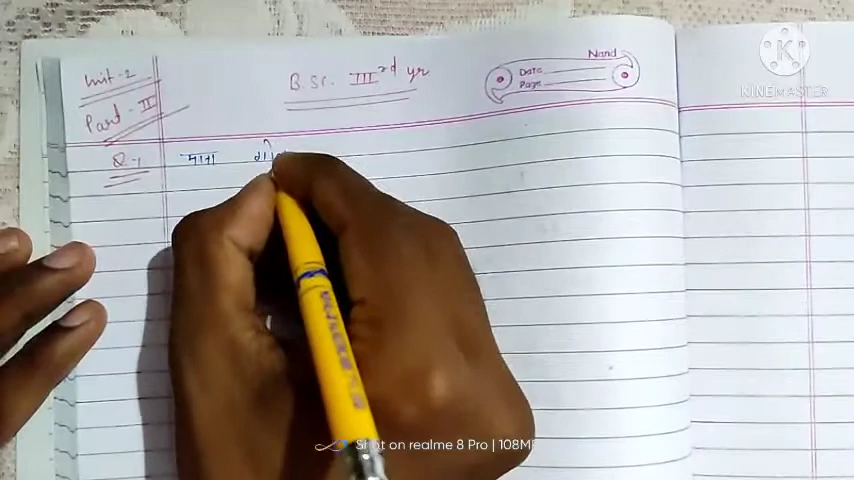 Unit-2
Part-II
B.Sc. III rd yr
Nand
Date
Page
Q.1 माना
KINEMASTER
Shot on realme 8 Pro | 108MP